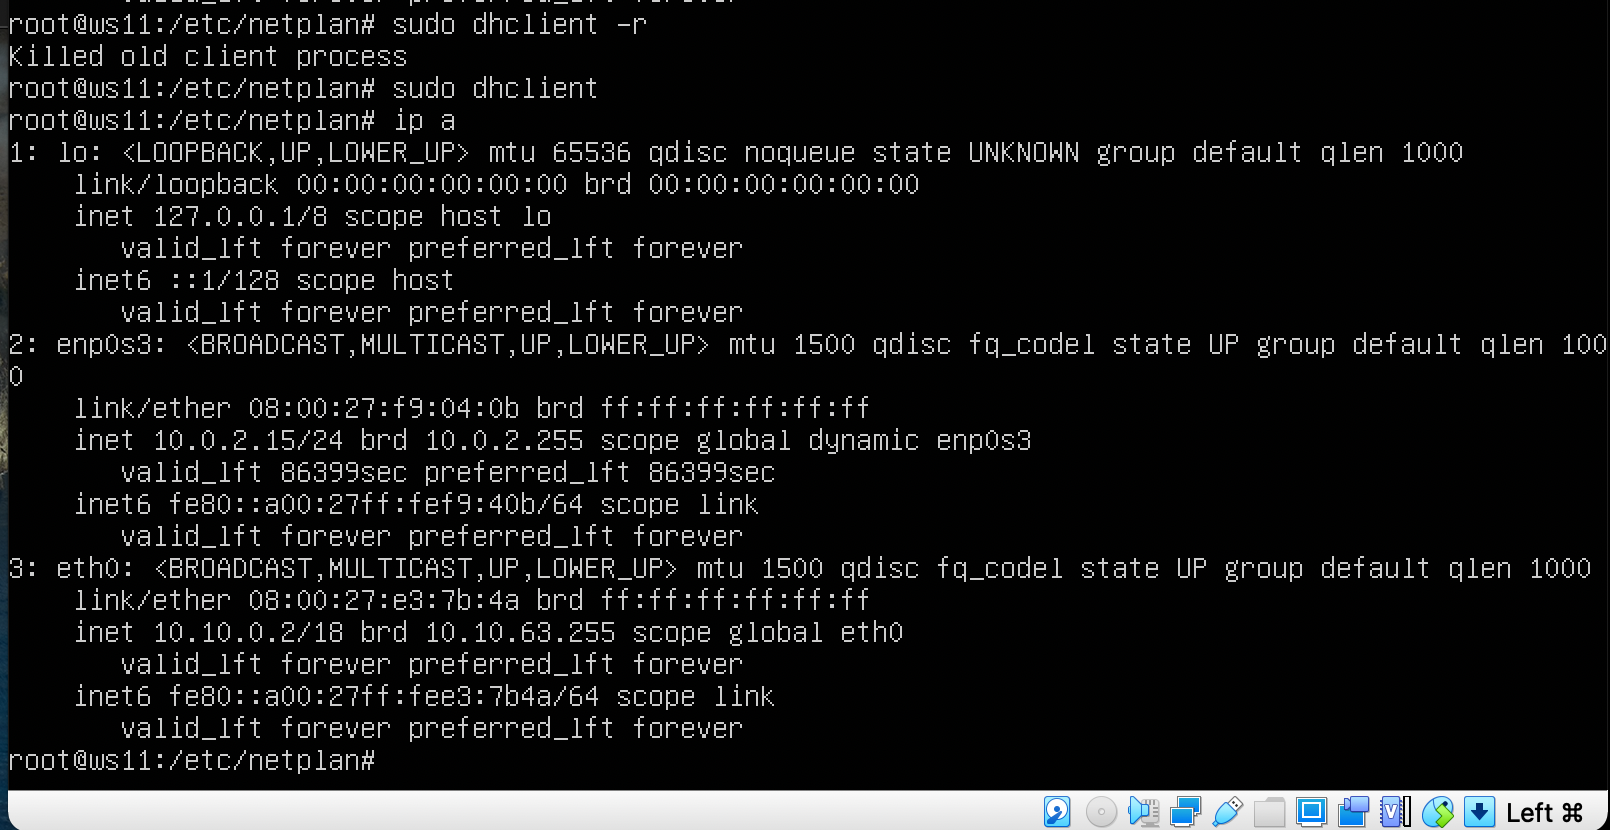 root@ws11:/etc/netplan# sudo dhclient -r
Killed old client process
root@ws11:/etc/netplan# sudo dhclient
root@ws11:/etc/netplan# ip a
1: lo: <LOOPBACK,UP,LOWER_UP> mtu 65536 qdisc noqueue state UNKNOWN group default qlen 1000
    link/loopback 00:00:00:00:00:00 brd 00:00:00:00:00:00
    inet 127.0.0.1/8 scope host lo
       valid_lft forever preferred_lft forever
    inet6 ::1/128 scope host
       valid_lft forever preferred_lft forever
2: enp0s3: <BROADCAST,MULTICAST,UP,LOWER_UP> mtu 1500 qdisc fq_codel state UP group default qlen 100
0
    link/ether 08:00:27:f9:04:0b brd ff:ff:ff:ff:ff:ff
    inet 10.0.2.15/24 brd 10.0.2.255 scope global dynamic enp0s3
       valid_lft 86399sec preferred_lft 86399sec
    inet6 fe80::a00:27ff:fef9:40b/64 scope link
       valid_lft forever preferred_lft forever
3: eth0: <BROADCAST,MULTICAST,UP,LOWER_UP> mtu 1500 qdisc fq_codel state UP group default qlen 1000
    link/ether 08:00:27:e3:7b:4a brd ff:ff:ff:ff:ff:ff
    inet 10.10.0.2/18 brd 10.10.63.255 scope global eth0
       valid_lft forever preferred_lft forever
    inet6 fe80::a00:27ff:fee3:7b4a/64 scope link
       valid_lft forever preferred_lft forever
root@ws11:/etc/netplan#
Left ⌘